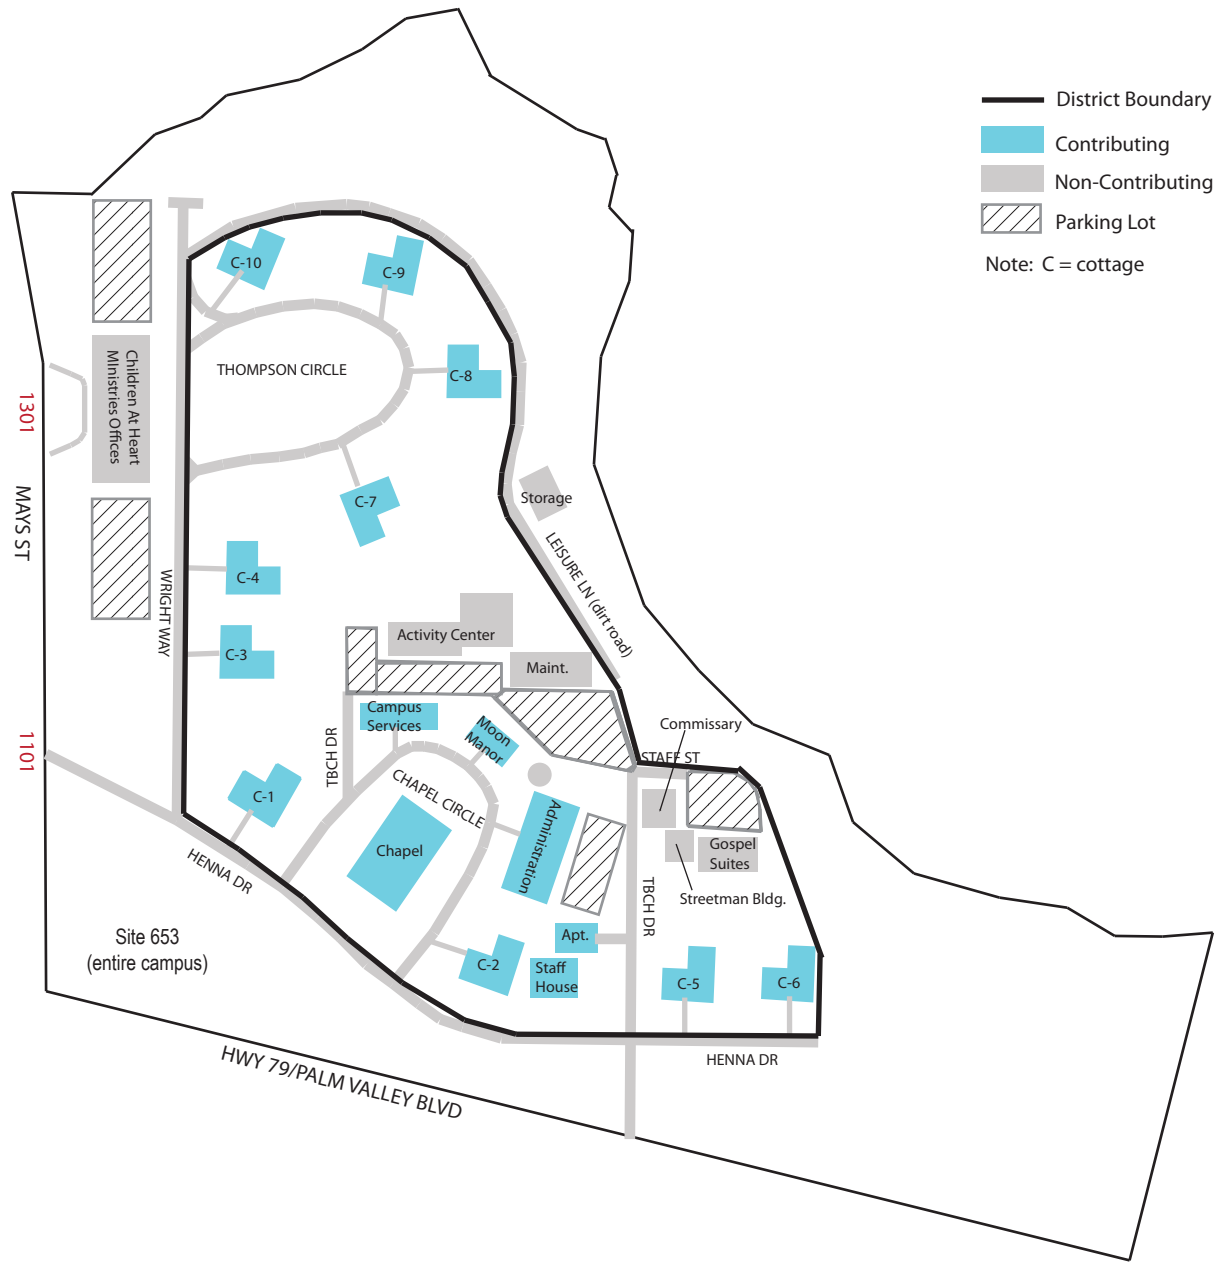 District Boundary
Contributing
Non-Contributing
Parking Lot
Note: C = cottage
C-10
C-9
THOMPSON CIRCLE
C-8
Children At Heart
MInistries Offices
1301
MAYS ST
C-7
Storage
LEISURE LN (dirt road)
C-4
WRIGHT WAY
C-3
Activity Center
Maint.
Campus
Services
Moon
Manor
Commissary
STAFF ST
1101
TBCH DR
CHAPEL CIRCLE
C-1
Administration
Chapel
Gospel
Suites
HENNA DR
Streetman Bldg.
TBCH DR
Site 653
(entire campus)
Apt.
C-2
Staff
House
C-5
C-6
HENNA DR
HWY 79/PALM VALLEY BLVD